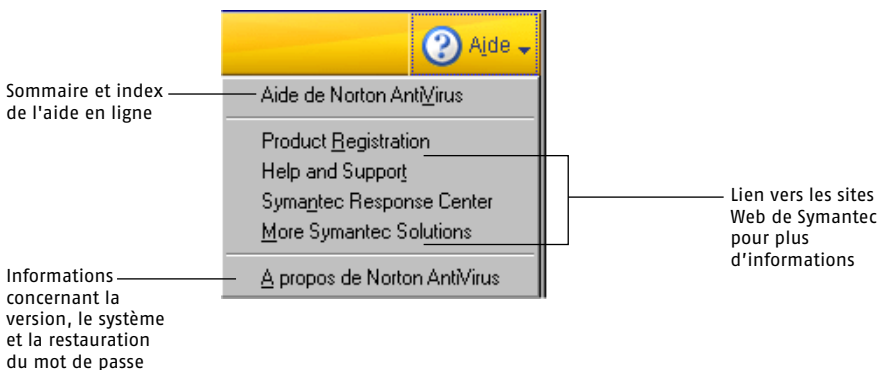 Aide
Sommaire et index
de l'aide en ligne
Aide de Norton AntiVirus
Product Registration
Help and Support
Symantec Response Center
More Symantec Solutions
Lien vers les sites
Web de Symantec
pour plus
d'informations
Informations
concernant la
version, le système
et la restauration
du mot de passe
A propos de Norton AntiVirus